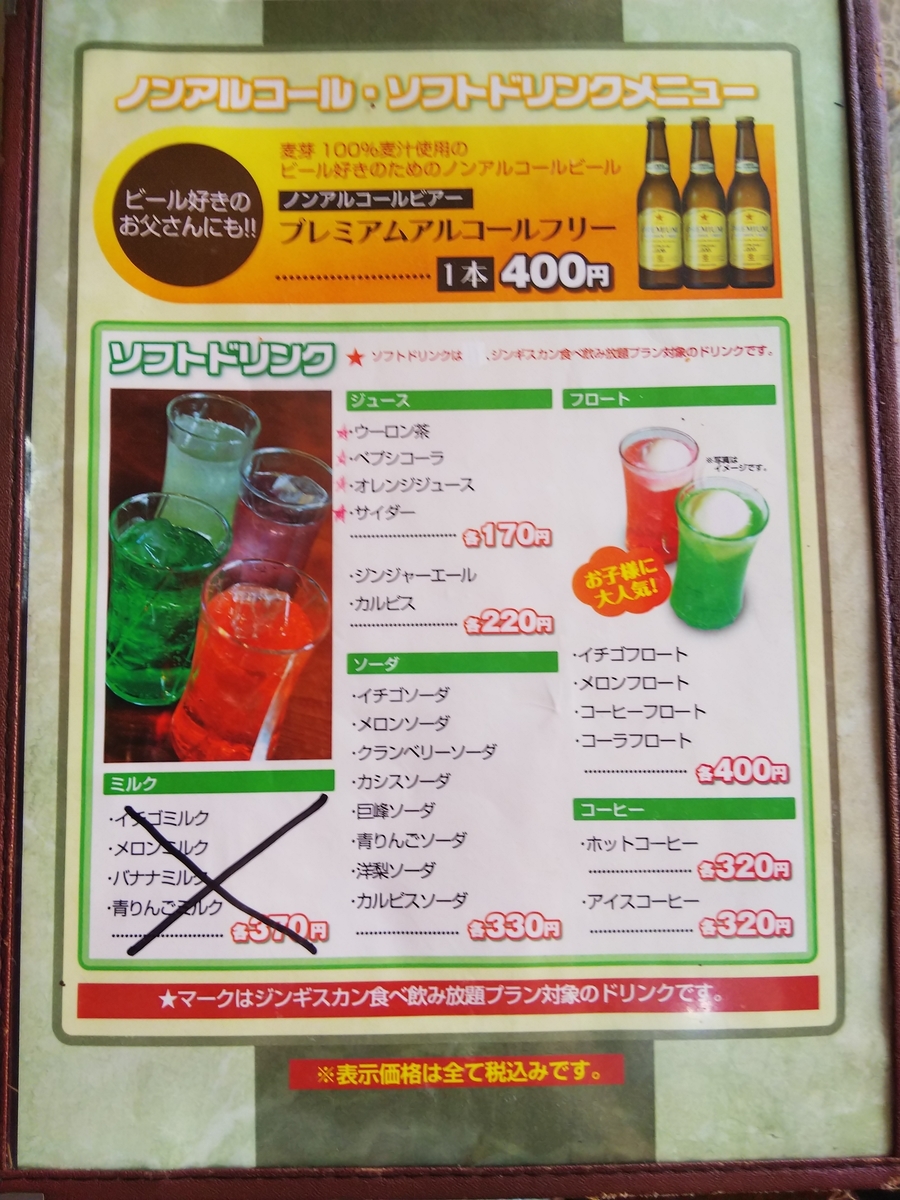 ノンアルコール・ソフトドリンクメニュー
ビール好きの
お父さんにも!!
麦芽100%麦汁使用の
ビール好きのためのノンアルコールビール
ノンアルコールビアー
プレミアムアルコールフリー
1本 400円
PREMIUM
PREMIUM
PREMIUM
ソフトドリンク
★ ソフトドリンクは、ジンギスカン食べ飲み放題プラン対象のドリンクです。
ジュース
★・ウーロン茶
★・ペプシコーラ
★・オレンジジュース
★・サイダー
各170円
・ジンジャーエール
・カルピス
各220円
ソーダ
・イチゴソーダ
・メロンソーダ
・クランベリーソーダ
・カシスソーダ
・巨峰ソーダ
・青りんごソーダ
・洋梨ソーダ
・カルピスソーダ
各330円
フロート
※写真は
イメージです。
お子様に
大人気!
・イチゴフロート
・メロンフロート
・コーヒーフロート
・コーラフロート
各400円
コーヒー
・ホットコーヒー
各320円
・アイスコーヒー
各320円
ミルク
・イチゴミルク
・メロンミルク
・バナナミルク
・青りんごミルク
各370円
★マークはジンギスカン食べ飲み放題プラン対象のドリンクです。
※表示価格は全て税込みです。